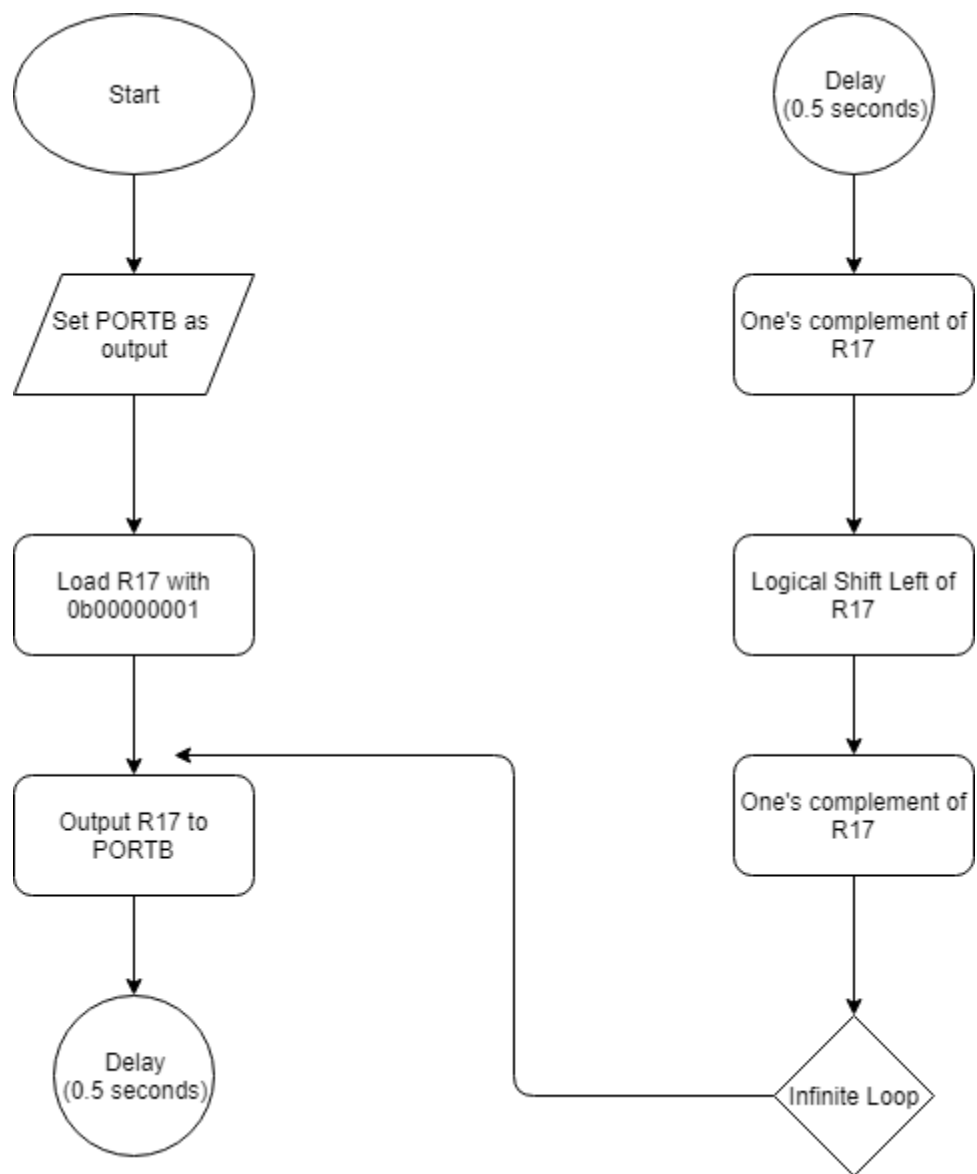 Start
Set PORTB as
output
Load R17 with
0b00000001
Output R17 to
PORTB
Delay
(0.5 seconds)
Delay
(0.5 seconds)
One's complement of
R17
Logical Shift Left of
R17
One's complement of
R17
Infinite Loop